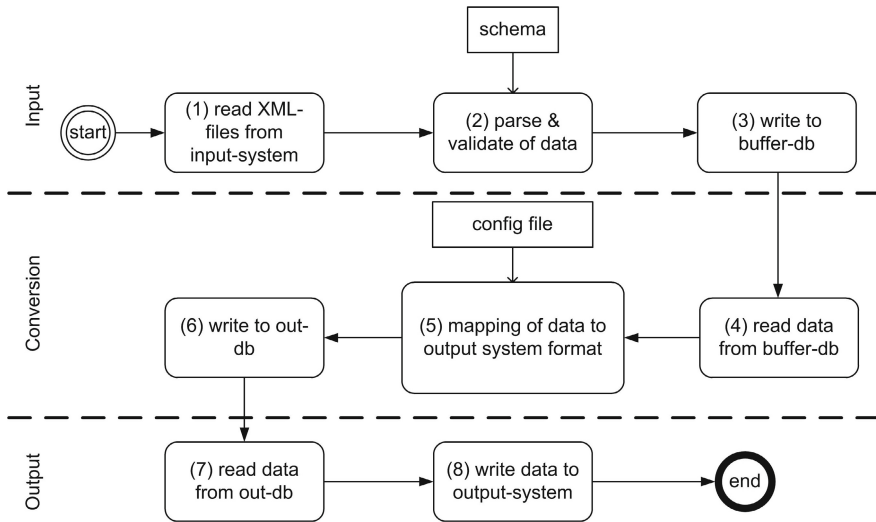 schema
Input
start
(1) read XML-
files from
input-system
(2) parse &
validate of data
(3) write to
buffer-db
config file
Conversion
(6) write to out-
db
(5) mapping of data to
output system format
(4) read data
from buffer-db
Output
(7) read data
from out-db
(8) write data to
output-system
end